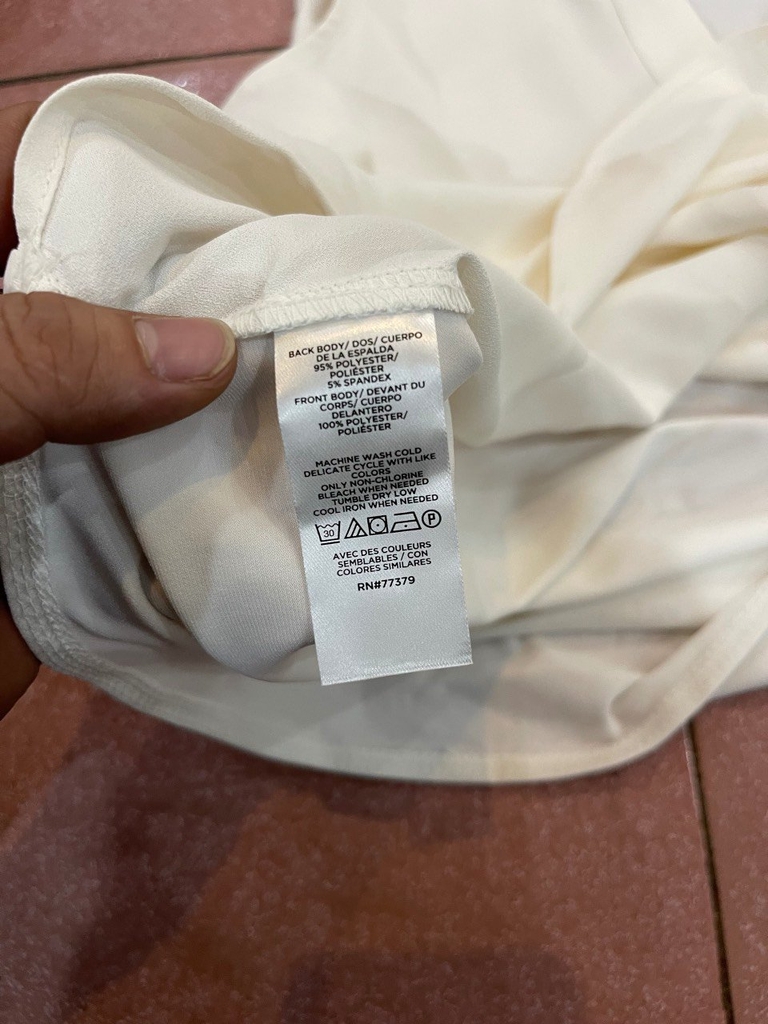 BACK BODY/ DOS/ CUERPO
DE LA ESPALDA
95% POLYESTER/
POLIÉSTER
5% SPANDEX
FRONT BODY/ DEVANT DU
CORPS/ CUERPO
DELANTERO
100% POLYESTER/
POLIÉSTER
MACHINE WASH COLD
DELICATE CYCLE WITH LIKE
COLORS
ONLY NON-CHLORINE
BLEACH WHEN NEEDED
TUMBLE DRY LOW
COOL IRON WHEN NEEDED
30 P
AVEC DES COULEURS
SEMBLABLES / CON
COLORES SIMILARES
RN#77379